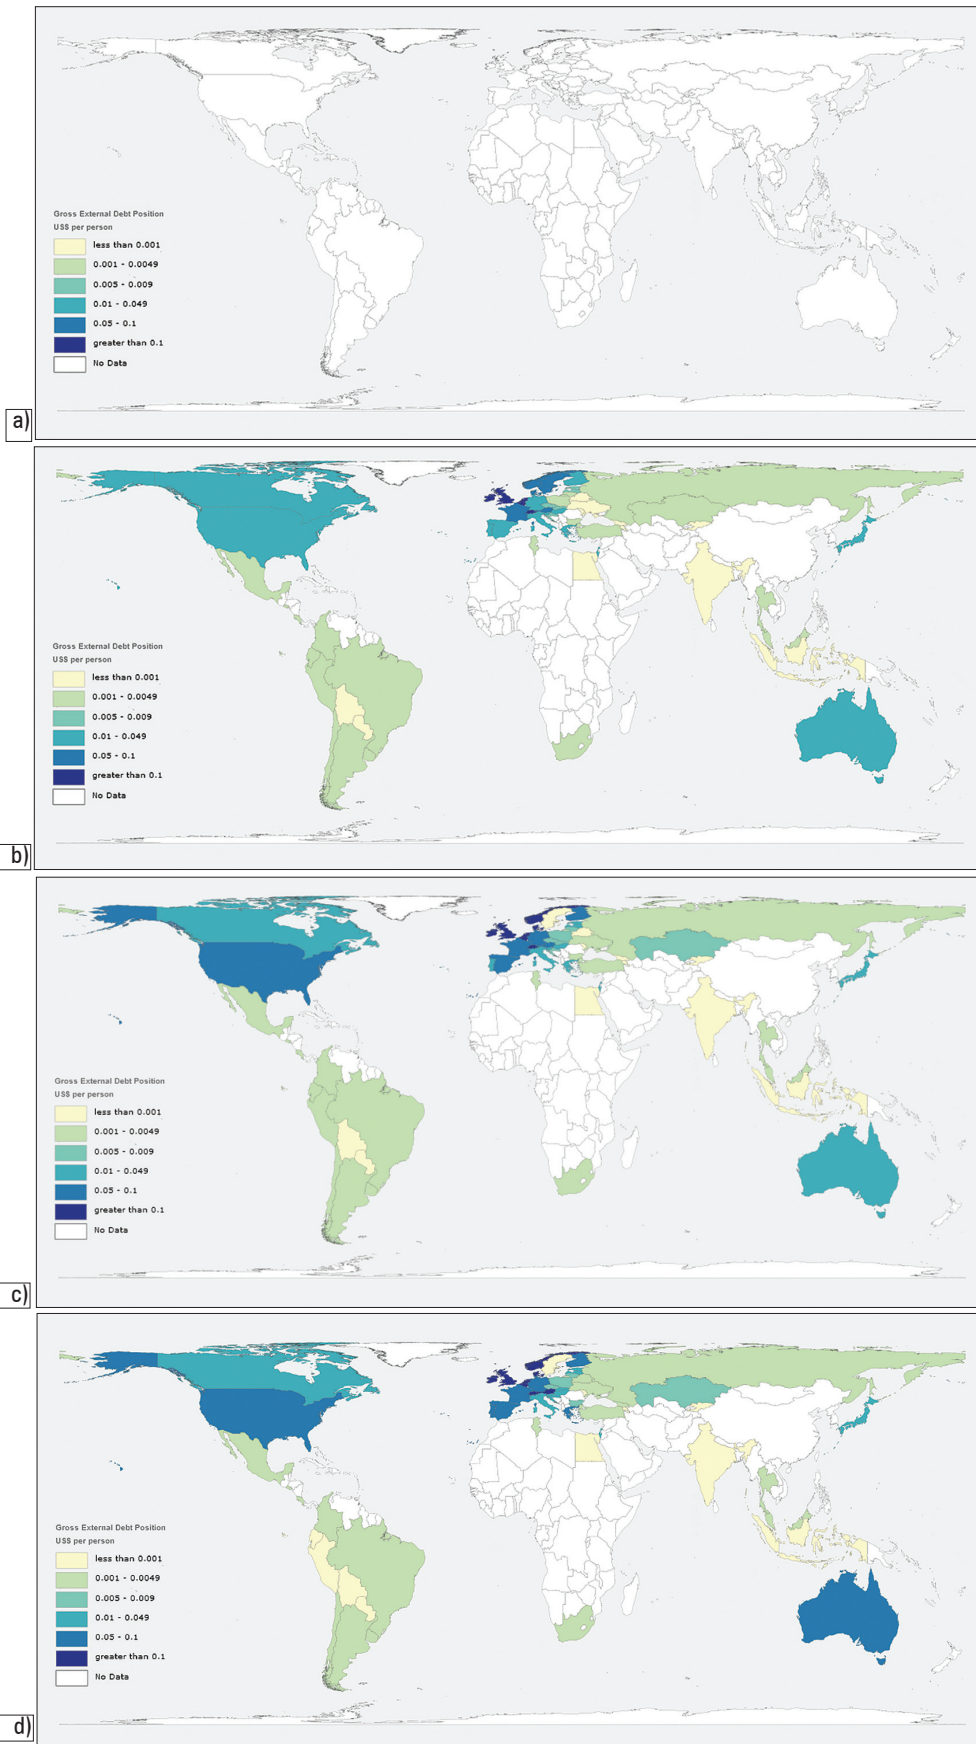 Gross External Debt Position
US$ per person
less than 0.001
0.001 - 0.0049
0.005 - 0.009
0.01 - 0.049
0.05 - 0.1
greater than 0.1
No Data
a)
Gross External Debt Position
US$ per person
less than 0.001
0.001 - 0.0049
0.005 - 0.009
0.01 - 0.049
0.05 - 0.1
greater than 0.1
No Data
b)
Gross External Debt Position
US$ per person
less than 0.001
0.001 - 0.0049
0.005 - 0.009
0.01 - 0.049
0.05 - 0.1
greater than 0.1
No Data
c)
Gross External Debt Position
US$ per person
less than 0.001
0.001 - 0.0049
0.005 - 0.009
0.01 - 0.049
0.05 - 0.1
greater than 0.1
No Data
d)